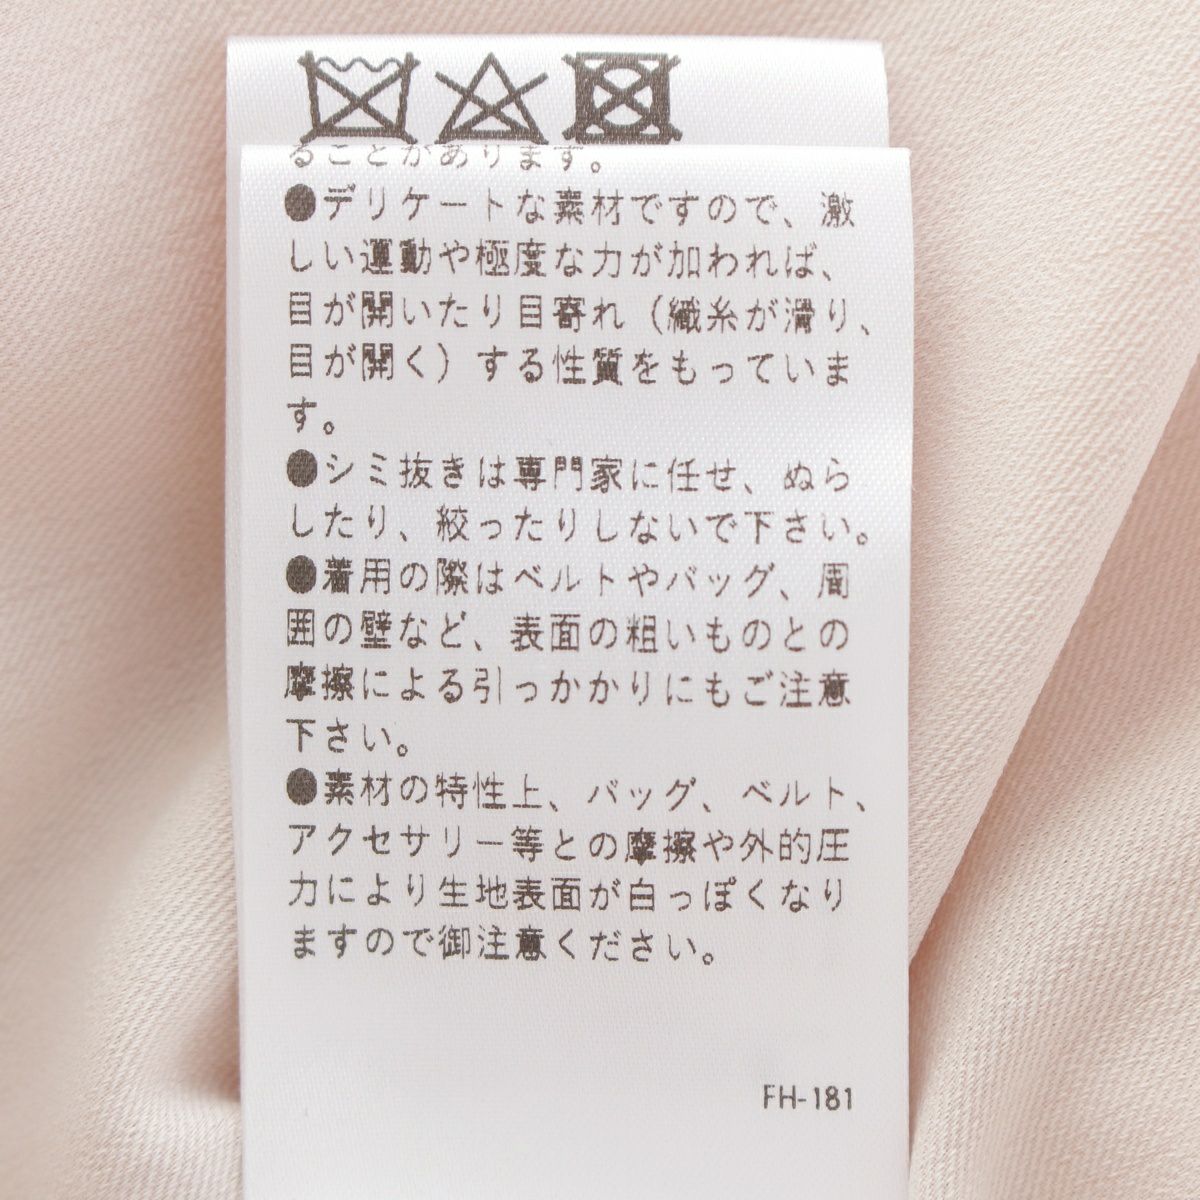 ることがあります。
●デリケートな素材ですので、激
しい運動や極度な力が加われば、
目が開いたり目寄れ（織糸が滑り、
目が開く）する性質をもっていま
す。
●シミ抜きは専門家に任せ、ぬら
したり、絞ったりしないで下さい。
●着用の際はベルトやバッグ、周
囲の壁など、表面の粗いものとの
摩擦による引っかかりにもご注意
下さい。
●素材の特性上、バッグ、ベルト、
アクセサリー等との摩擦や外的圧
力により生地表面が白っぽくなり
ますので御注意ください。
FH-181